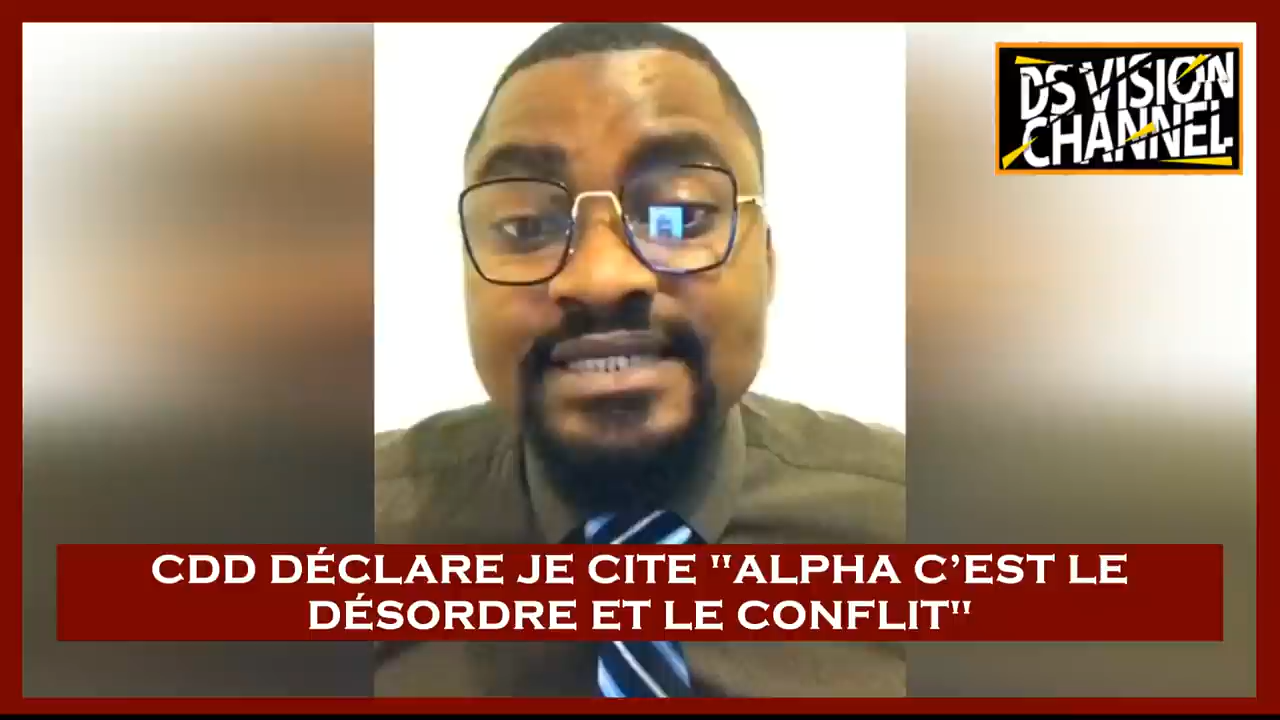 DS VISION
CHANNEL
CDD DÉCLARE JE CITE "ALPHA C’EST LE
DÉSORDRE ET LE CONFLIT"